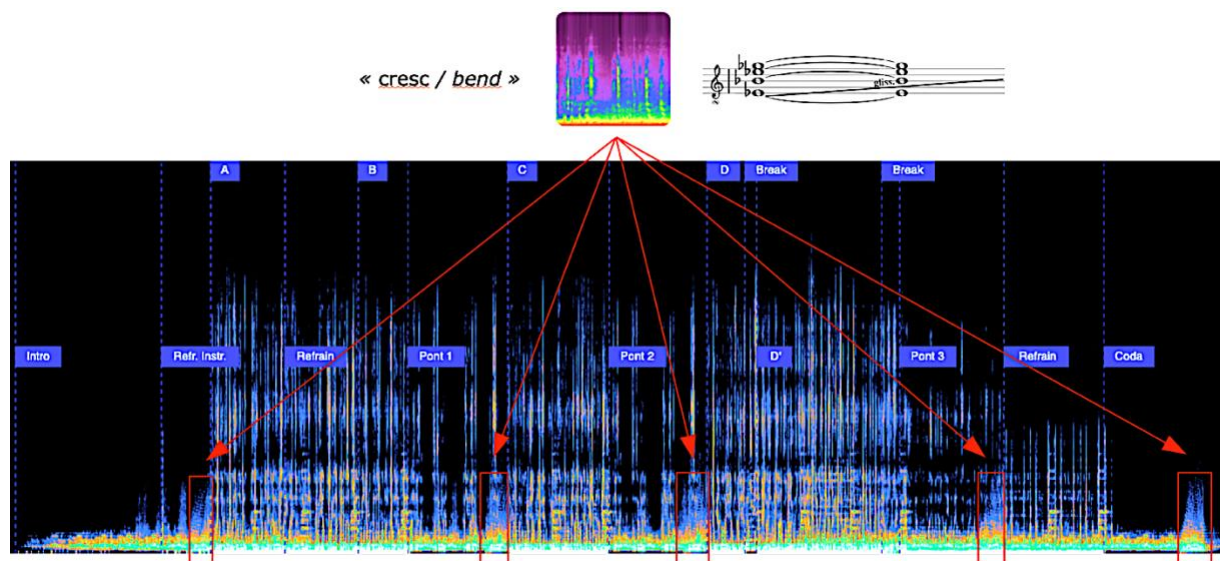 « cresc / bend »
gliss.
A
B
C
D
Break
Break
Intro
Refr. Instr.
Refrain
Pont 1
Pont 2
D'
Pont 3
Refrain
Coda